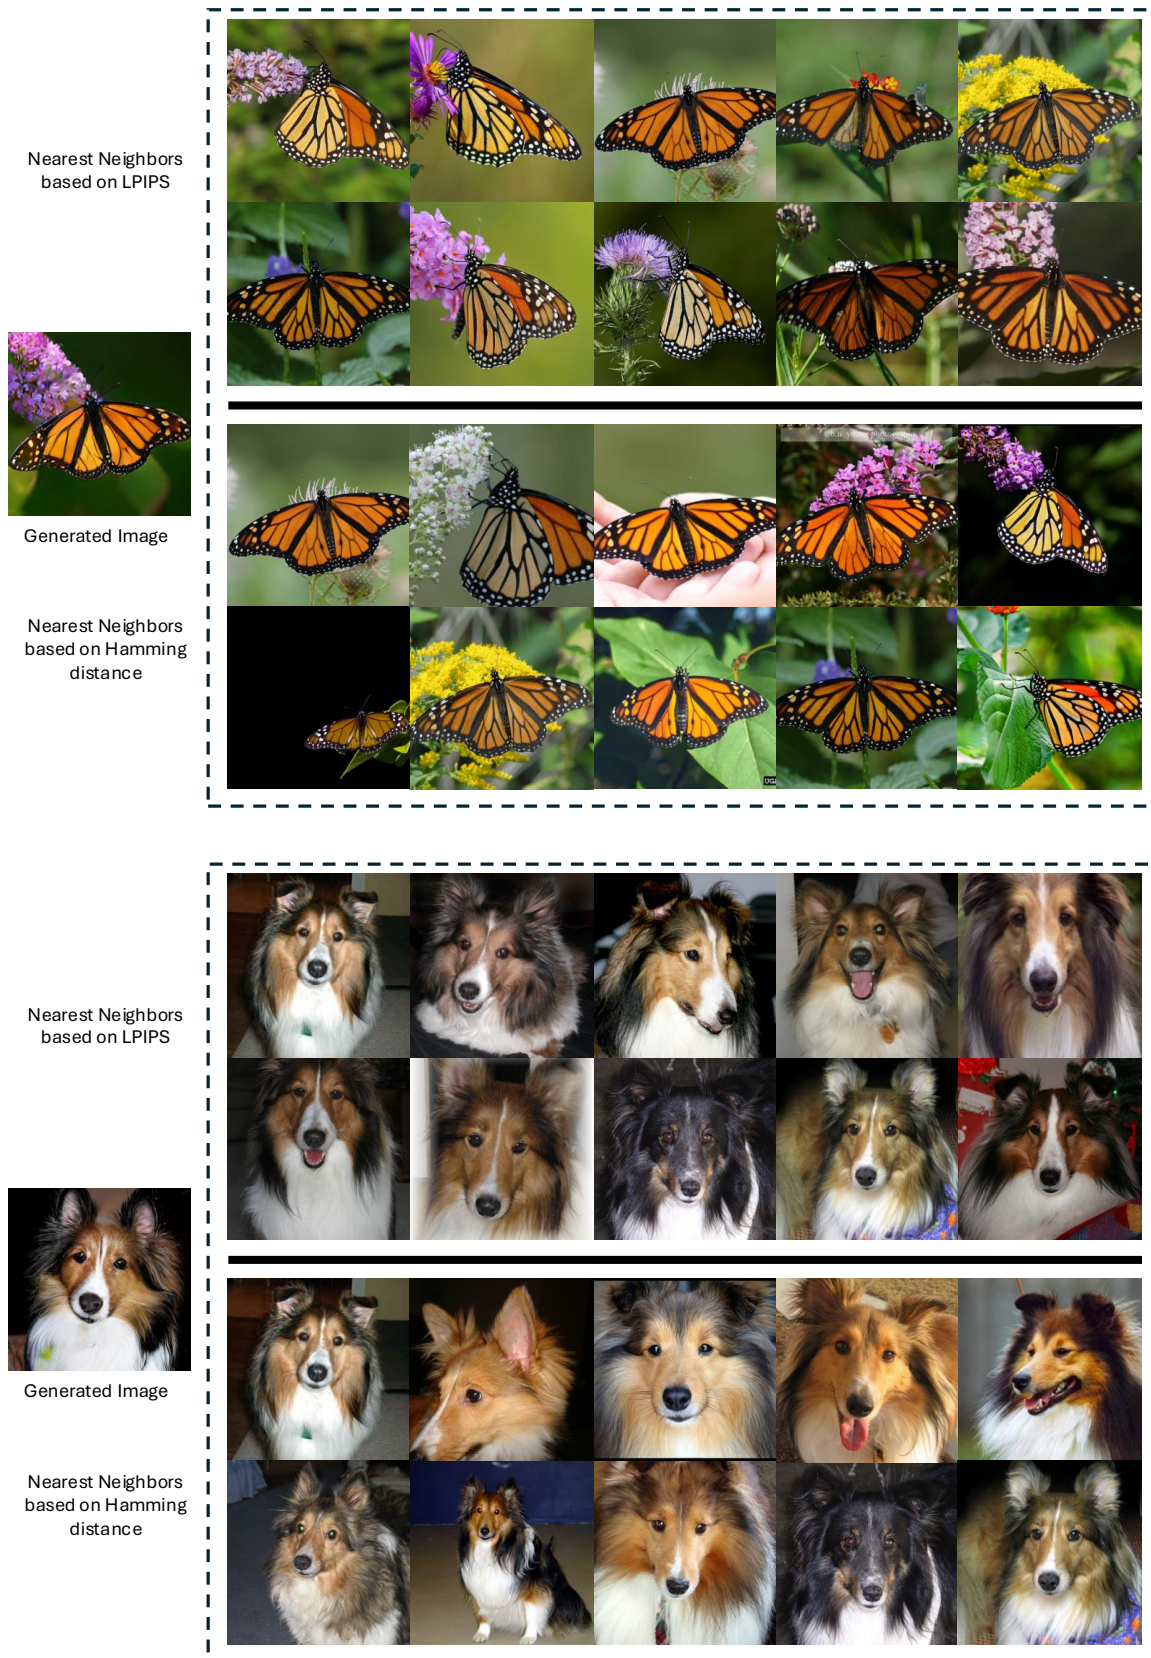 Nearest Neighbors
based on LPIPS
Generated Image
Nearest Neighbors
based on Hamming
distance
Nearest Neighbors
based on LPIPS
Generated Image
Nearest Neighbors
based on Hamming
distance